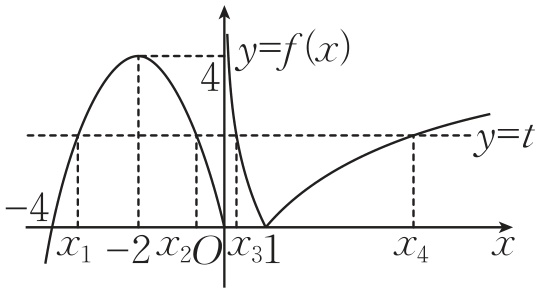 y=f(x)
4
y=t
-4
x₁ -2 x₂ O x₃ 1 x₄ x